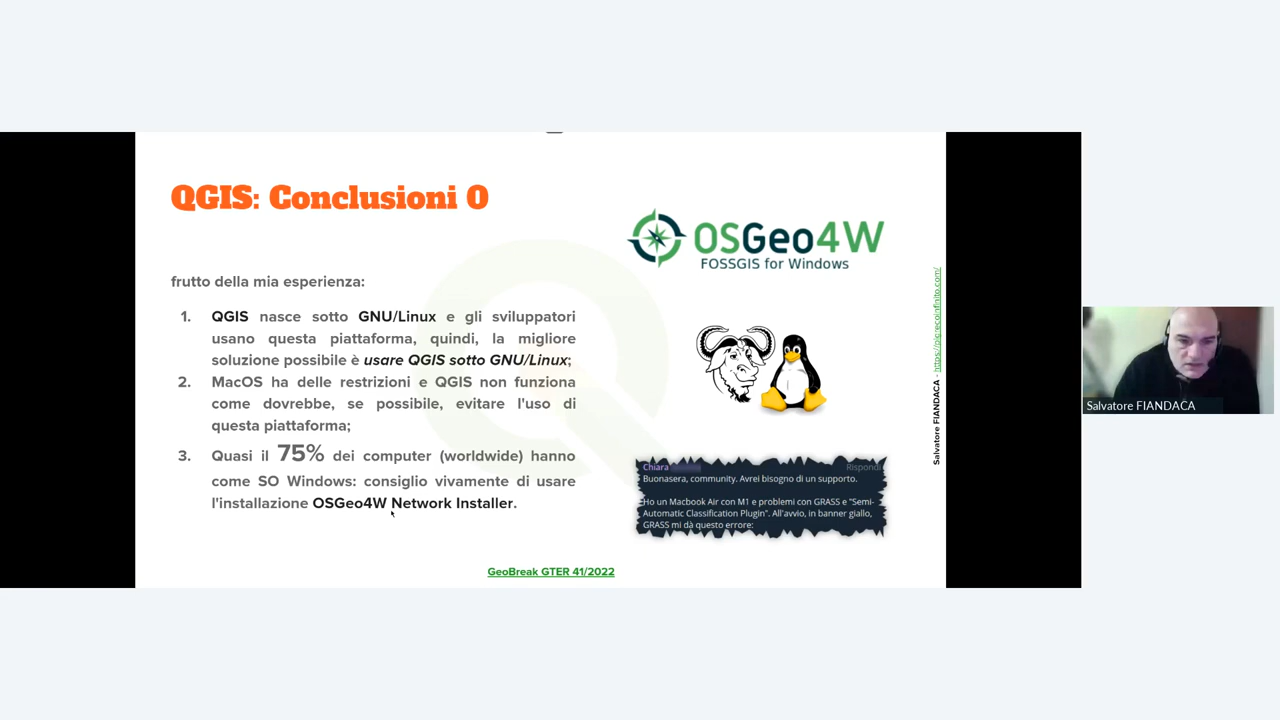 QGIS: Conclusioni 0
OSGeo4W
FOSSGIS for Windows
frutto della mia esperienza:
1. QGIS nasce sotto GNU/Linux e gli sviluppatori
usano questa piattaforma, quindi, la migliore
soluzione possibile è usare QGIS sotto GNU/Linux;
2. MacOS ha delle restrizioni e QGIS non funziona
come dovrebbe, se possibile, evitare l'uso di
questa piattaforma;
3. Quasi il 75% dei computer (worldwide) hanno
come SO Windows: consiglio vivamente di usare
l'installazione OSGeo4W Network Installer.
Chiara
Rispondi
Buonasera, community. Avrei bisogno di un supporto.
Ho un Macbook Air con M1 e problemi con GRASS e "Semi-
Automatic Classification Plugin". All'avvio, in banner giallo,
GRASS mi dà questo errore:
GeoBreak GTER 41/2022
Salvatore FIANDACA - https://pigrecoinfinito.com/
Salvatore FIANDACA